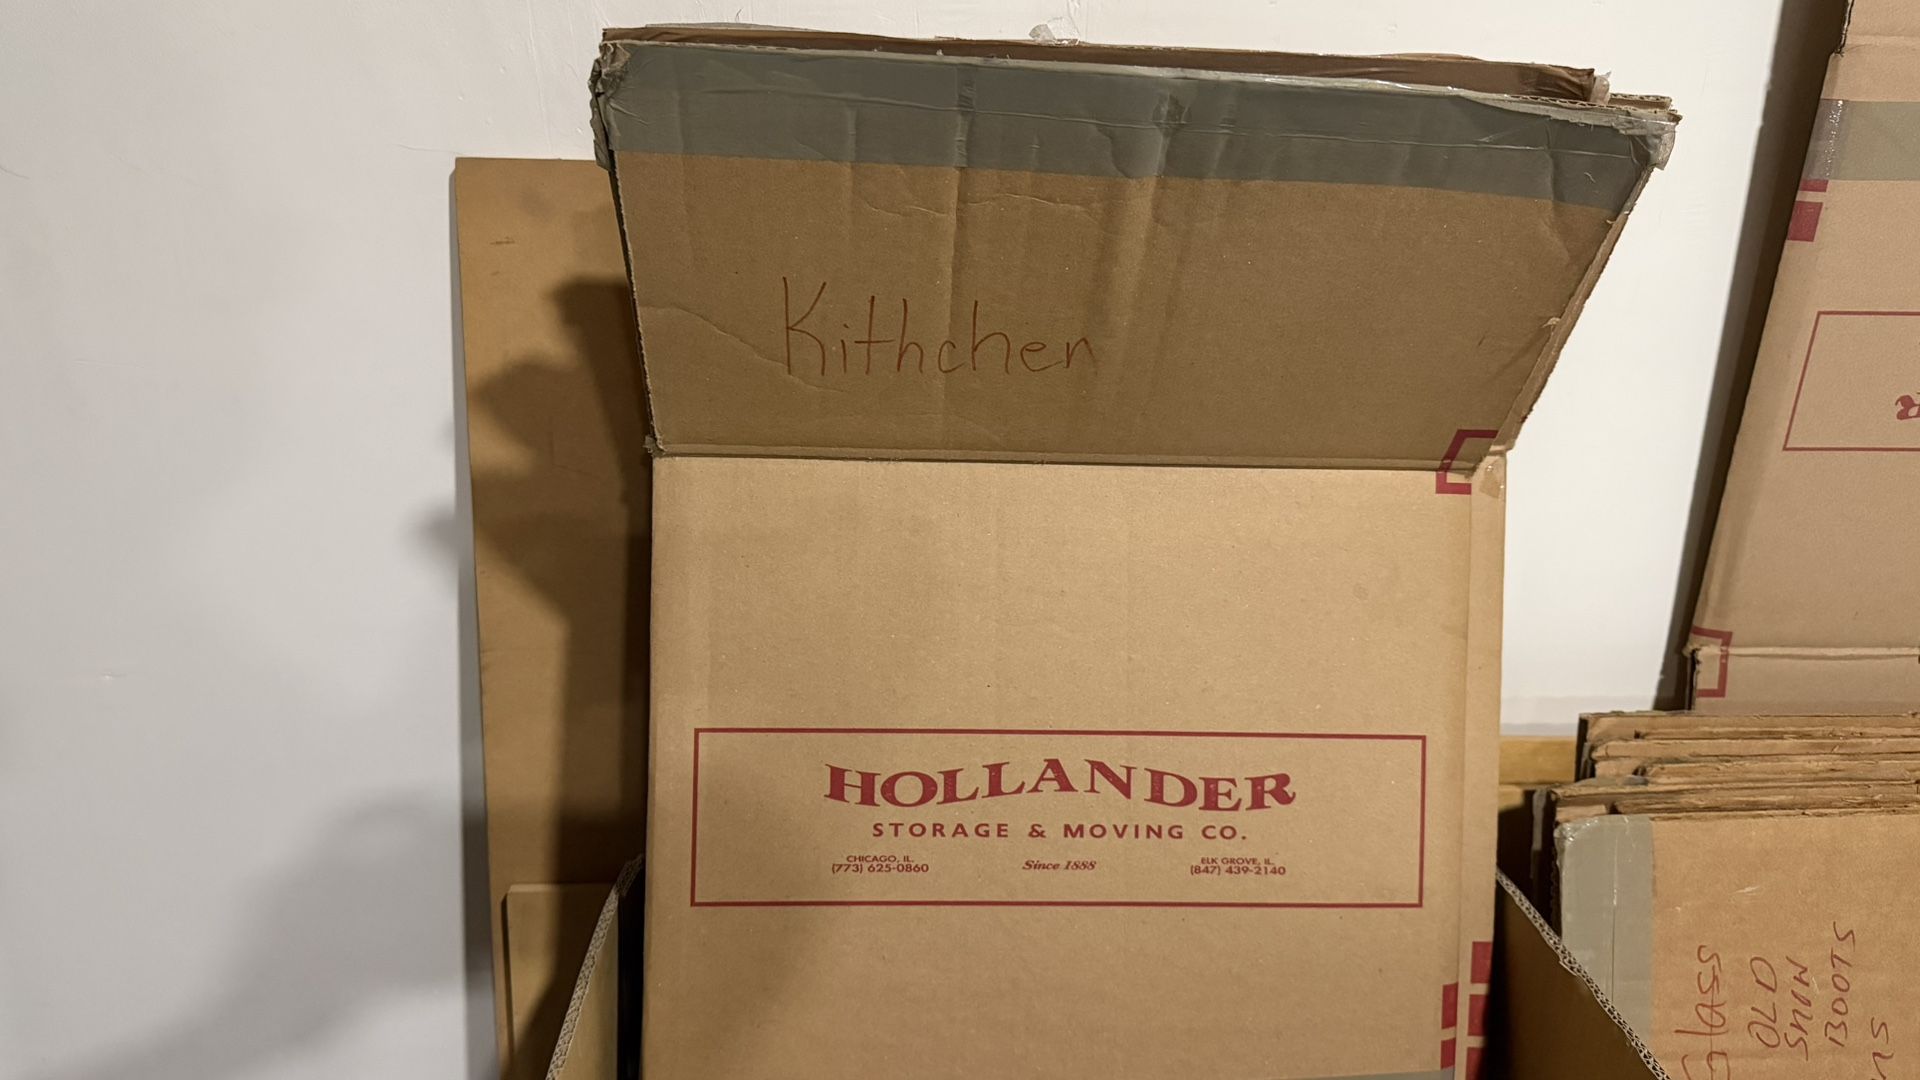 Kithchen
HOLLANDER
STORAGE & MOVING CO.
CHICAGO, IL.
(773) 625-0860
Since 1888
ELK GROVE, IL.
(847) 439-2140
R
Glass
OLD
SNOW
BOOTS